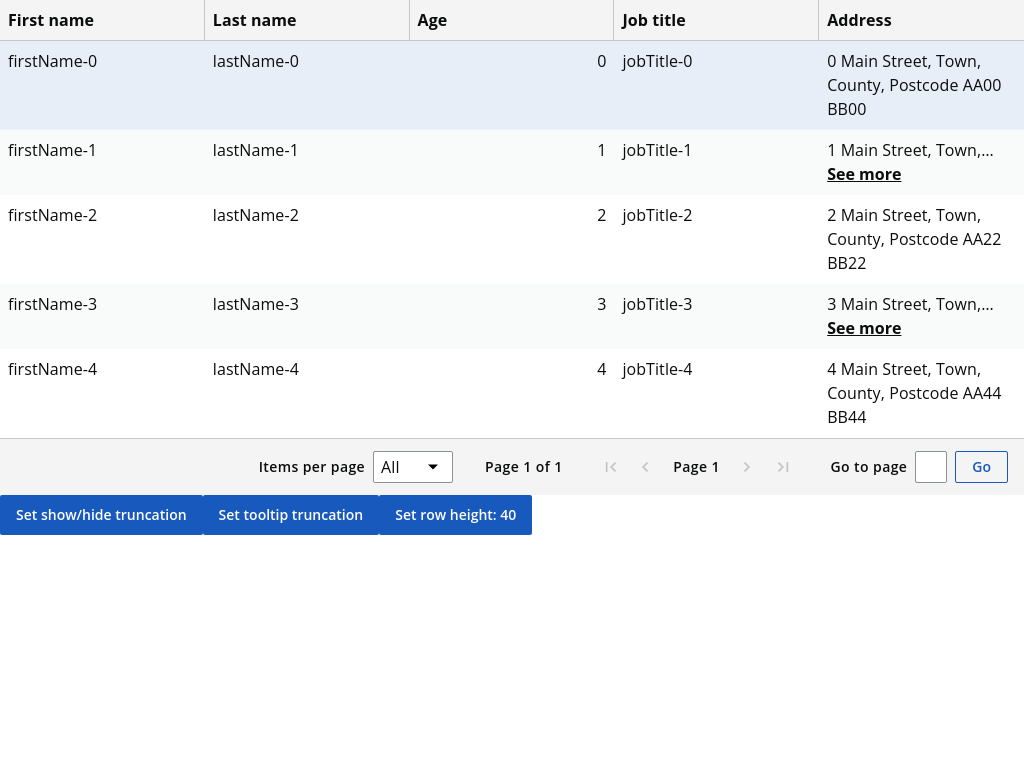 First name Last name Age Job title Address
firstName-0 lastName-0 0 jobTitle-0 0 Main Street, Town,
County, Postcode AA00
BB00
firstName-1 lastName-1 1 jobTitle-1 1 Main Street, Town,...
See more
firstName-2 lastName-2 2 jobTitle-2 2 Main Street, Town,
County, Postcode AA22
BB22
firstName-3 lastName-3 3 jobTitle-3 3 Main Street, Town,...
See more
firstName-4 lastName-4 4 jobTitle-4 4 Main Street, Town,
County, Postcode AA44
BB44
Items per page All Page 1 of 1 Page 1 Go to page Go
Set show/hide truncation Set tooltip truncation Set row height: 40